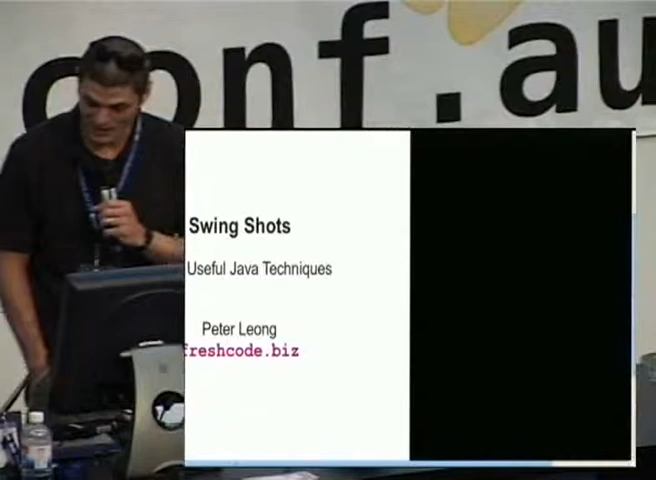 conf.au
Swing Shots
Useful Java Techniques
Peter Leong
freshcode.biz